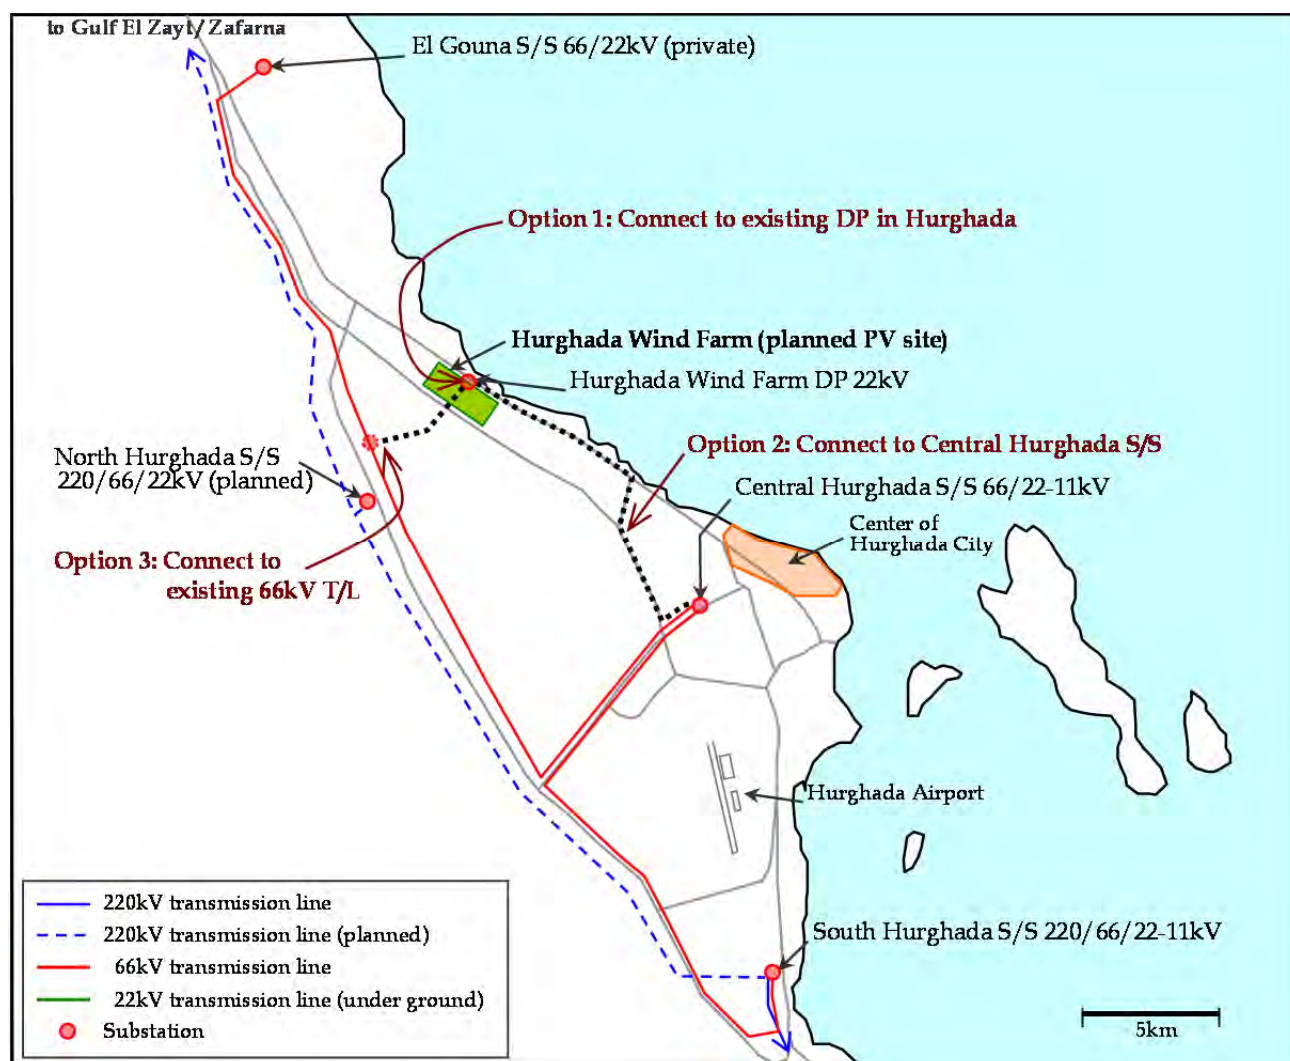 to Gulf El Zayt/Zafarna
El Gouna S/S 66/22kV (private)
Option 1: Connect to existing DP in Hurghada
Hurghada Wind Farm (planned PV site)
Hurghada Wind Farm DP 22kV
Option 2: Connect to Central Hurghada S/S
North Hurghada S/S
220/66/22kV (planned)
Central Hurghada S/S 66/22-11kV
Center of
Hurghada City
Option 3: Connect to
existing 66kV T/L
Hurghada Airport
South Hurghada S/S 220/66/22-11kV
220kV transmission line
220kV transmission line (planned)
66kV transmission line
22kV transmission line (under ground)
Substation
5km